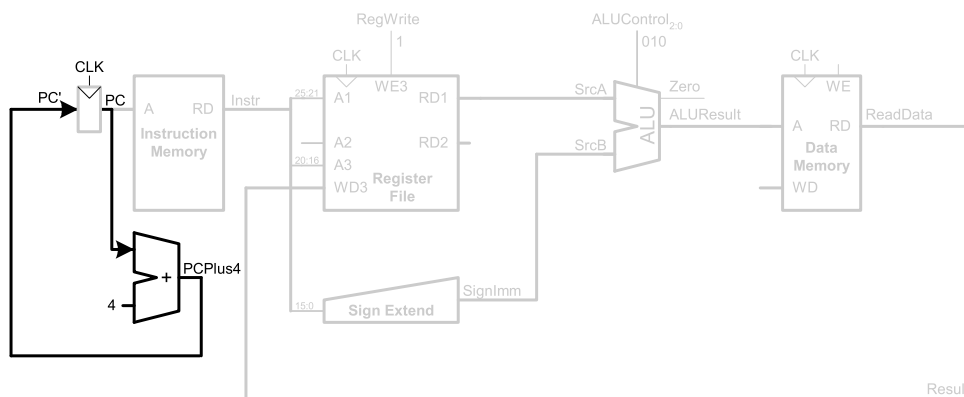 RegWrite ALUControl2:0
1 010
CLK CLK CLK
PC' PC
A RD Instr
Instruction
Memory
25:21 A1 WE3 RD1
A2 RD2
20:16 A3
WD3 Register
File
SrcA
SrcB
ALU
Zero
ALUResult
WE
A RD ReadData
Data
Memory
WD
+ PCPlus4
4
15:0 Sign Extend SignImm
Resul